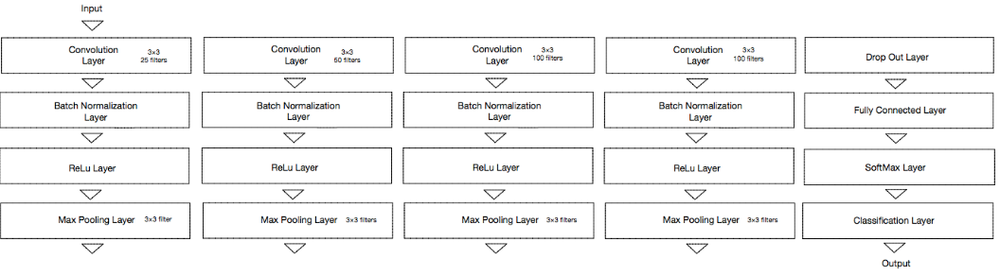 Input
Convolution
Layer
3×3
25 filters
Batch Normalization
Layer
ReLu Layer
Max Pooling Layer 3×3 filter
Convolution
Layer
3×3
50 filters
Batch Normalization
Layer
ReLu Layer
Max Pooling Layer 3×3 filters
Convolution
Layer
3×3
100 filters
Batch Normalization
Layer
ReLu Layer
Max Pooling Layer 3×3 filters
Convolution
Layer
3×3
100 filters
Batch Normalization
Layer
ReLu Layer
Max Pooling Layer 3×3 filters
Drop Out Layer
Fully Connected Layer
SoftMax Layer
Classification Layer
Output